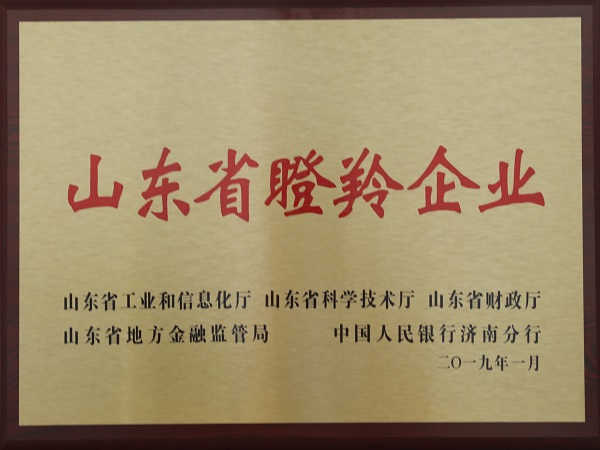 山东省瞪羚企业
山东省工业和信息化厅 山东省科学技术厅 山东省财政厅
山东省地方金融监管局 中国人民银行济南分行
二〇一九年一月